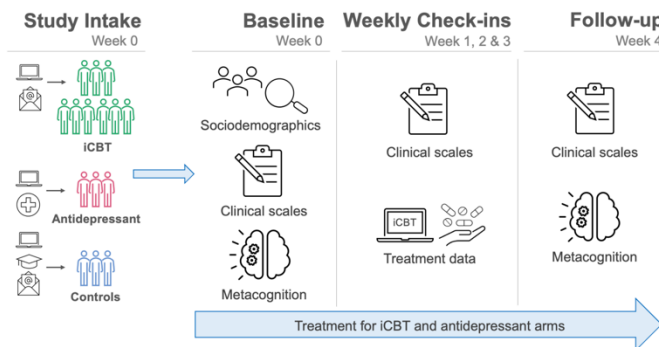 Study Intake
Week 0
iCBT
Antidepressant
Controls
Baseline
Week 0
Sociodemographics
Clinical scales
Metacognition
Weekly Check-ins
Week 1, 2 & 3
Clinical scales
iCBT
Treatment data
Follow-up
Week 4
Clinical scales
Metacognition
Treatment for iCBT and antidepressant arms